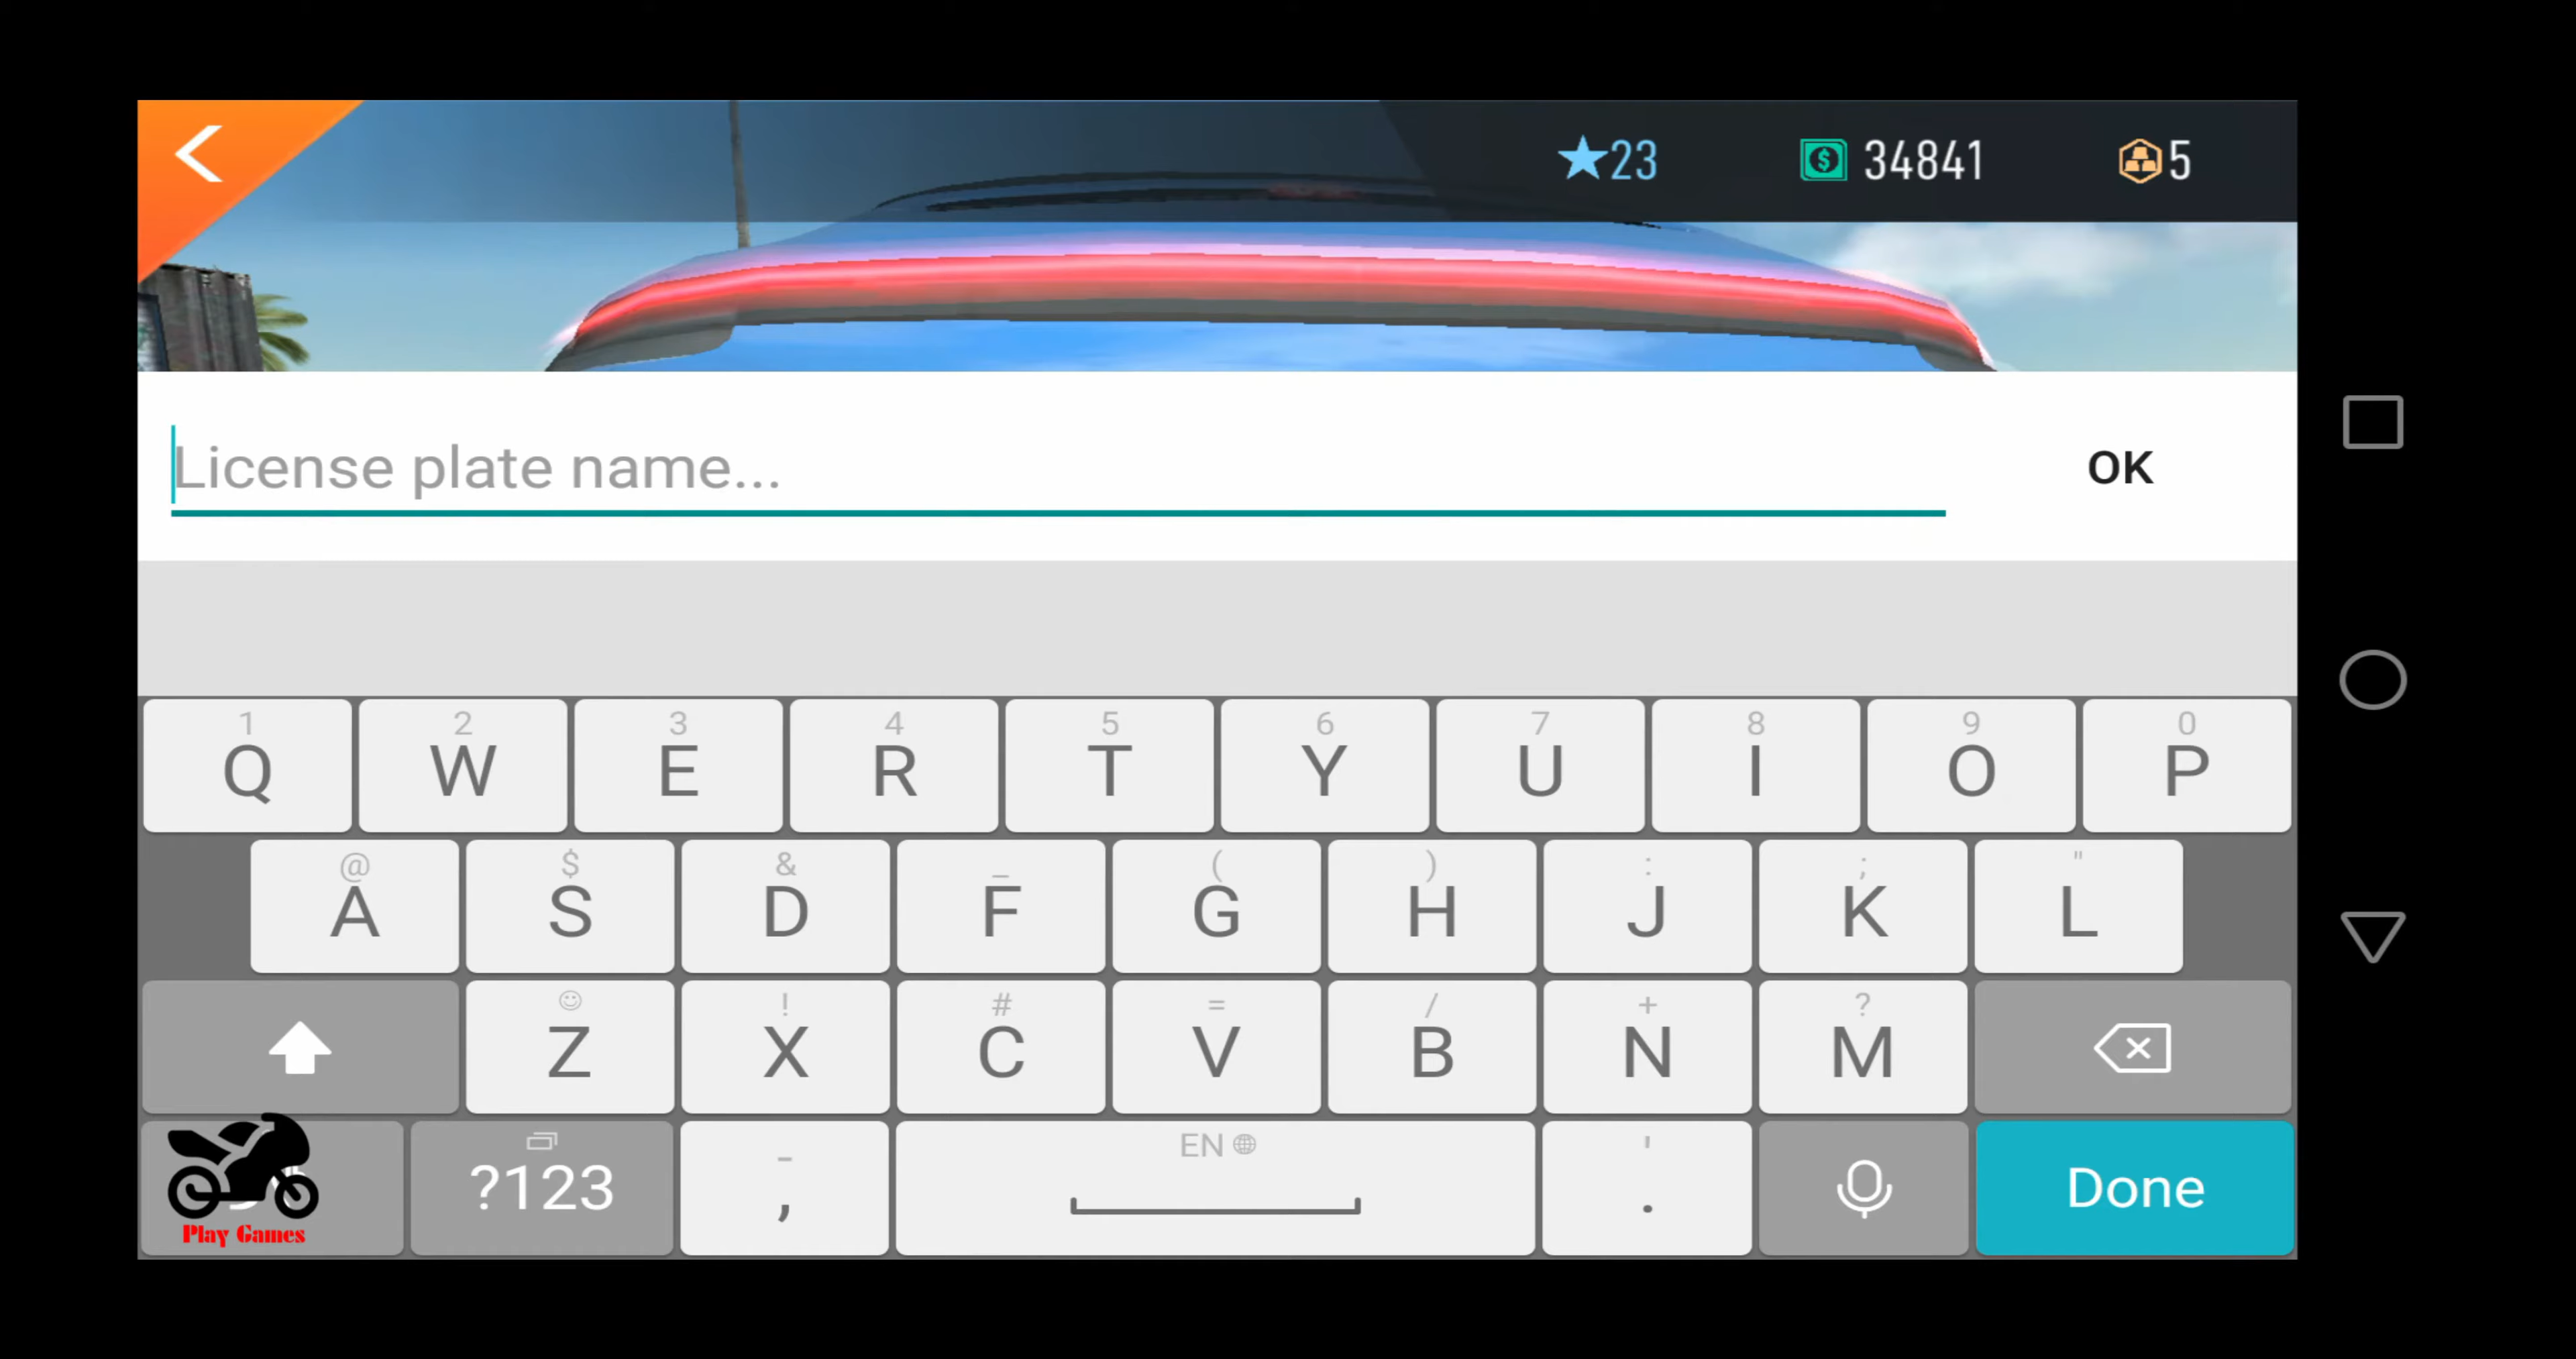 23 34841 5
License plate name... OK
1 2 3 4 5 6 7 8 9 0
Q W E R T Y U I O P
@ $ & _ ( ) : ; "
A S D F G H J K L
! # = / + ?
Z X C V B N M
- EN '
?123 , . Done
Play Games